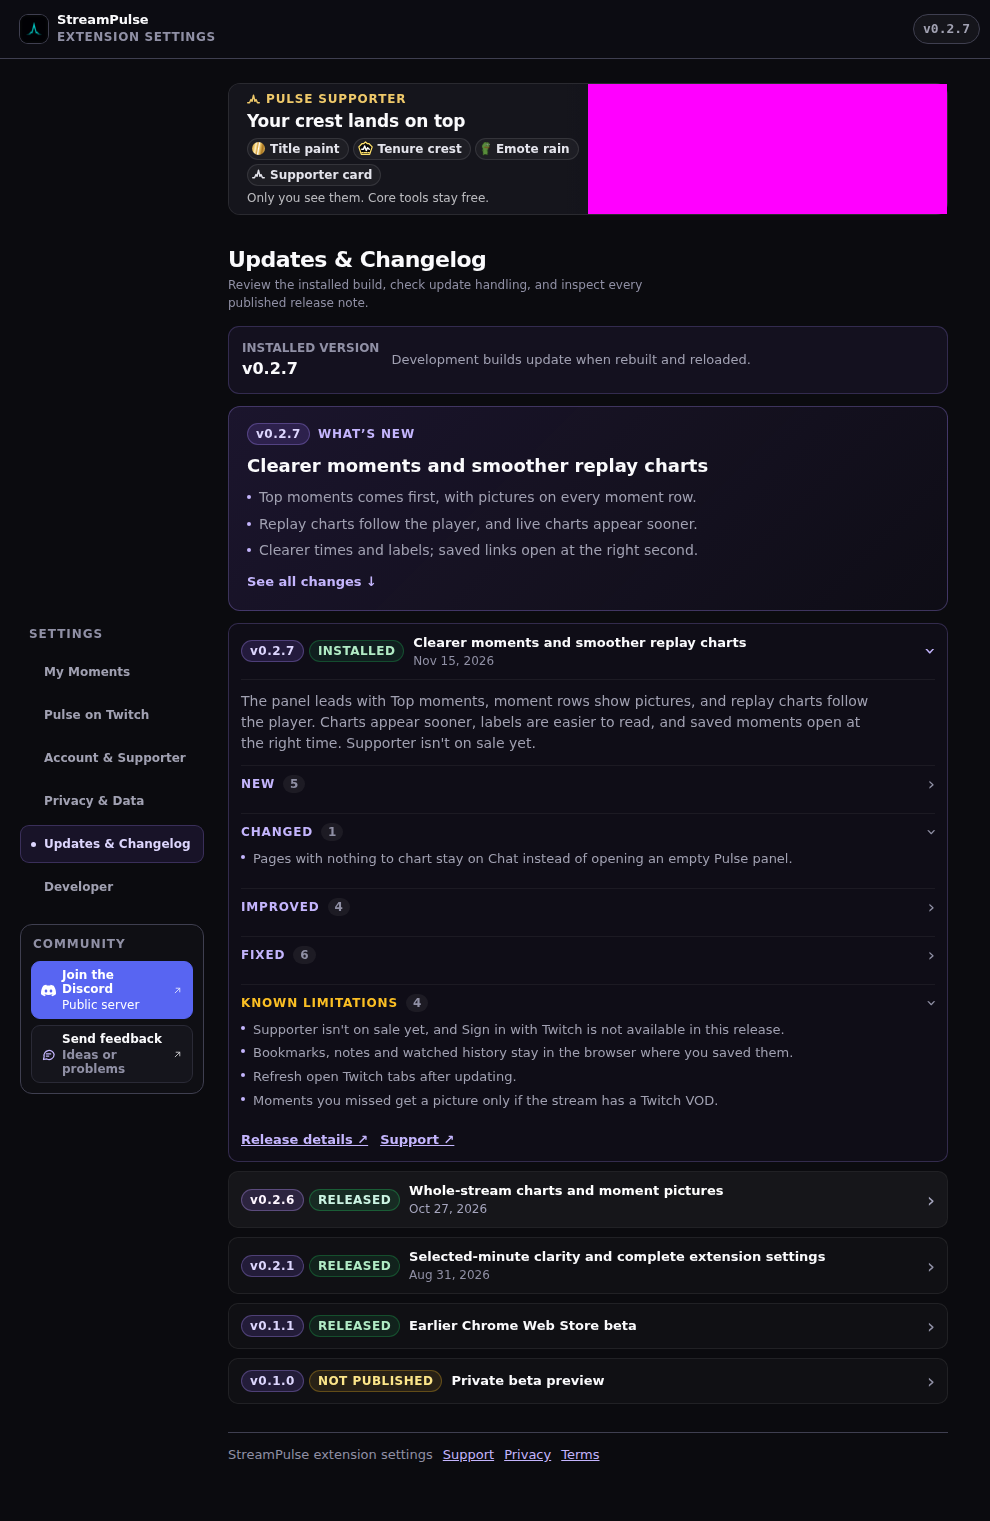 StreamPulse
EXTENSION SETTINGS
v0.2.7
PULSE SUPPORTER
Your crest lands on top
Title paint
Tenure crest
Emote rain
Supporter card
Only you see them. Core tools stay free.
Updates & Changelog
Review the installed build, check update handling, and inspect every
published release note.
INSTALLED VERSION
v0.2.7
Development builds update when rebuilt and reloaded.
v0.2.7 WHAT’S NEW
Clearer moments and smoother replay charts
• Top moments comes first, with pictures on every moment row.
• Replay charts follow the player, and live charts appear sooner.
• Clearer times and labels; saved links open at the right second.
See all changes ↓
SETTINGS
My Moments
Pulse on Twitch
Account & Supporter
Privacy & Data
• Updates & Changelog
Developer
COMMUNITY
Join the
Discord
Public server
↗
Send feedback
Ideas or
problems
↗
v0.2.7 INSTALLED Clearer moments and smoother replay charts
Nov 15, 2026
The panel leads with Top moments, moment rows show pictures, and replay charts follow
the player. Charts appear sooner, labels are easier to read, and saved moments open at
the right time. Supporter isn't on sale yet.
NEW 5
CHANGED 1
• Pages with nothing to chart stay on Chat instead of opening an empty Pulse panel.
IMPROVED 4
FIXED 6
KNOWN LIMITATIONS 4
• Supporter isn't on sale yet, and Sign in with Twitch is not available in this release.
• Bookmarks, notes and watched history stay in the browser where you saved them.
• Refresh open Twitch tabs after updating.
• Moments you missed get a picture only if the stream has a Twitch VOD.
Release details ↗ Support ↗
v0.2.6 RELEASED Whole-stream charts and moment pictures
Oct 27, 2026
v0.2.1 RELEASED Selected-minute clarity and complete extension settings
Aug 31, 2026
v0.1.1 RELEASED Earlier Chrome Web Store beta
v0.1.0 NOT PUBLISHED Private beta preview
StreamPulse extension settings Support Privacy Terms